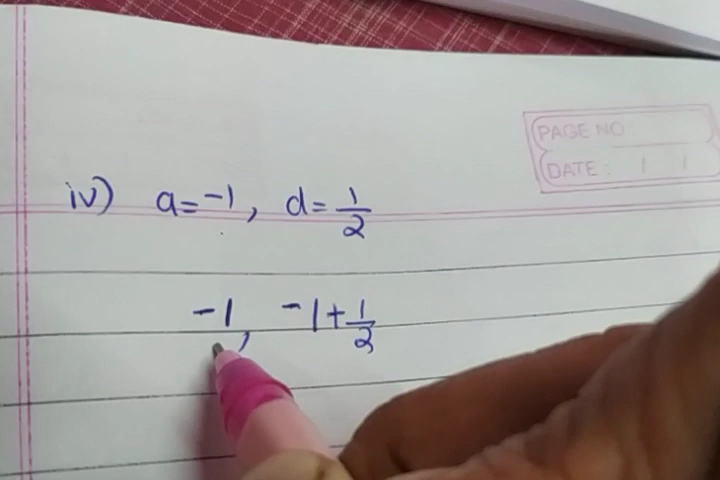 PAGE NO:
DATE: / /
iv) a=-1, d=1/2
-1, -1+1/2